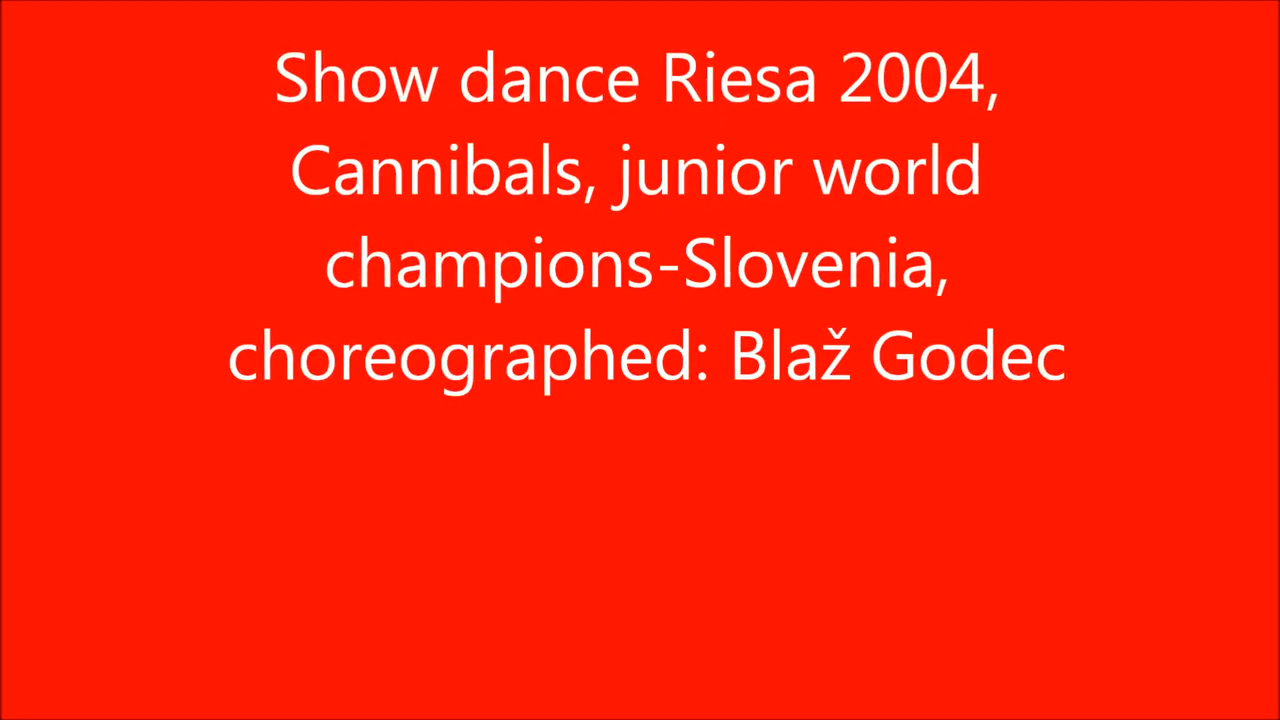 Show dance Riesa 2004,
Cannibals, junior world
champions-Slovenia,
choreographed: Blaž Godec